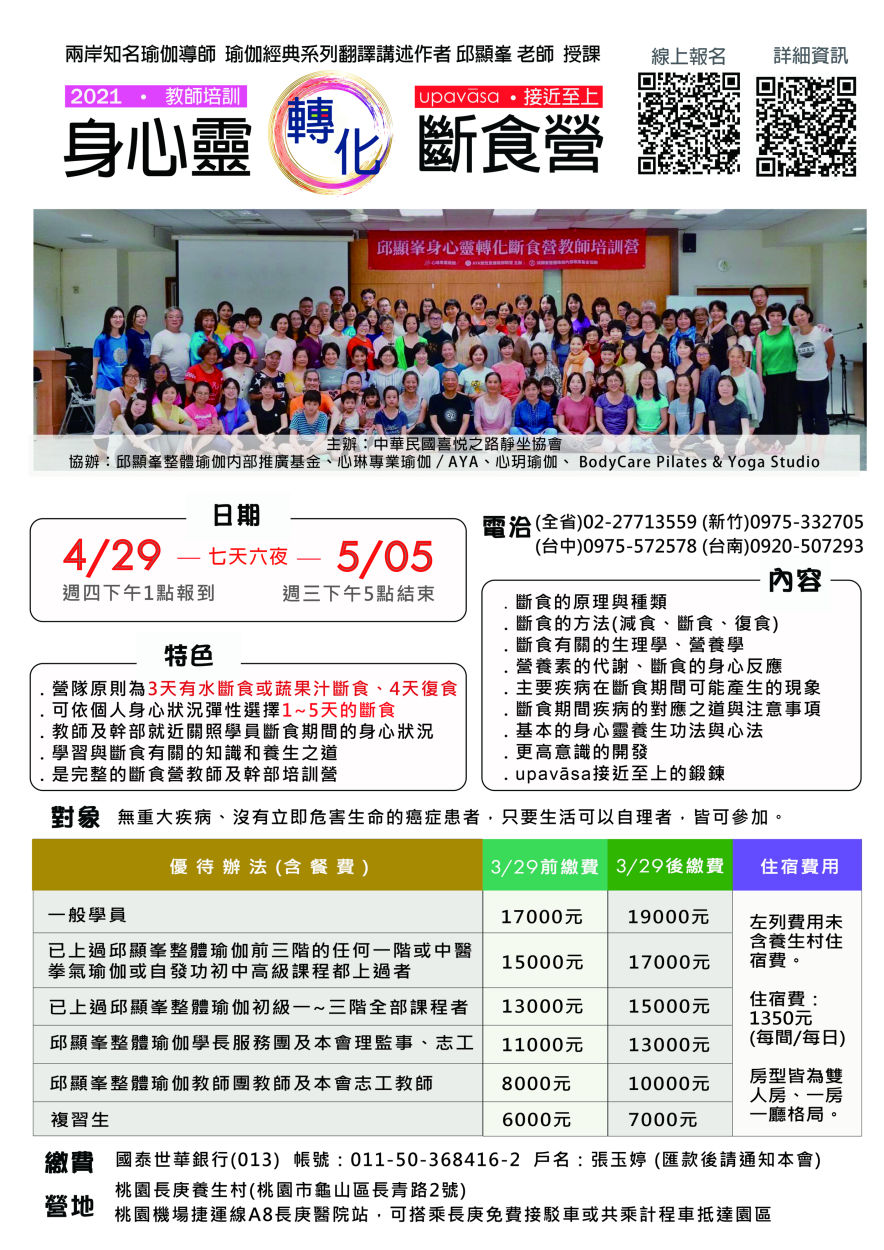 兩岸知名瑜伽導師 瑜伽經典系列翻譯講述作者 邱顯峯 老師 授課
線上報名
詳細資訊
2021 · 教師培訓
upavāsa · 接近至上
身心靈 轉化 斷食營
邱顯峯身心靈轉化斷食營教師培訓營
主辦：中華民國喜悅之路靜坐協會
協辦：邱顯峯整體瑜伽內部推廣基金、心琳專業瑜伽 / AYA、心玥瑜伽、 BodyCare Pilates & Yoga Studio
日期
4/29 — 七天六夜 — 5/05
週四下午1點報到
週三下午5點結束
電洽 (全省)02-27713559 (新竹)0975-332705
(台中)0975-572578 (台南)0920-507293
特色
. 營隊原則為3天有水斷食或蔬果汁斷食、4天復食
. 可依個人身心狀況彈性選擇1~5天的斷食
. 教師及幹部就近關照學員斷食期間的身心狀況
. 學習與斷食有關的知識和養生之道
. 是完整的斷食營教師及幹部培訓營
內容
. 斷食的原理與種類
. 斷食的方法(減食、斷食、復食)
. 斷食有關的生理學、營養學
. 營養素的代謝、斷食的身心反應
. 主要疾病在斷食期間可能產生的現象
. 斷食期間疾病的對應之道與注意事項
. 基本的身心靈養生功法與心法
. 更高意識的開發
. upavāsa接近至上的鍛鍊
對象 無重大疾病、沒有立即危害生命的癌症患者，只要生活可以自理者，皆可參加。
優待辦法(含餐費) 3/29前繳費 3/29後繳費 住宿費用
一般學員 17000元 19000元
已上過邱顯峯整體瑜伽前三階的任何一階或中醫
拳氣瑜伽或自發功初中高級課程都上過者 15000元 17000元
已上過邱顯峯整體瑜伽初級一~三階全部課程者 13000元 15000元
邱顯峯整體瑜伽學長服務團及本會理監事、志工 11000元 13000元
邱顯峯整體瑜伽教師團教師及本會志工教師 8000元 10000元
複習生 6000元 7000元
左列費用未
含養生村住
宿費。
住宿費：
1350元
(每間/每日)
房型皆為雙
人房、一房
一廳格局。
繳費 國泰世華銀行(013) 帳號：011-50-368416-2 戶名：張玉婷 (匯款後請通知本會)
營地 桃園長庚養生村(桃園市龜山區長青路2號)
桃園機場捷運線A8長庚醫院站，可搭乘長庚免費接駁車或共乘計程車抵達園區